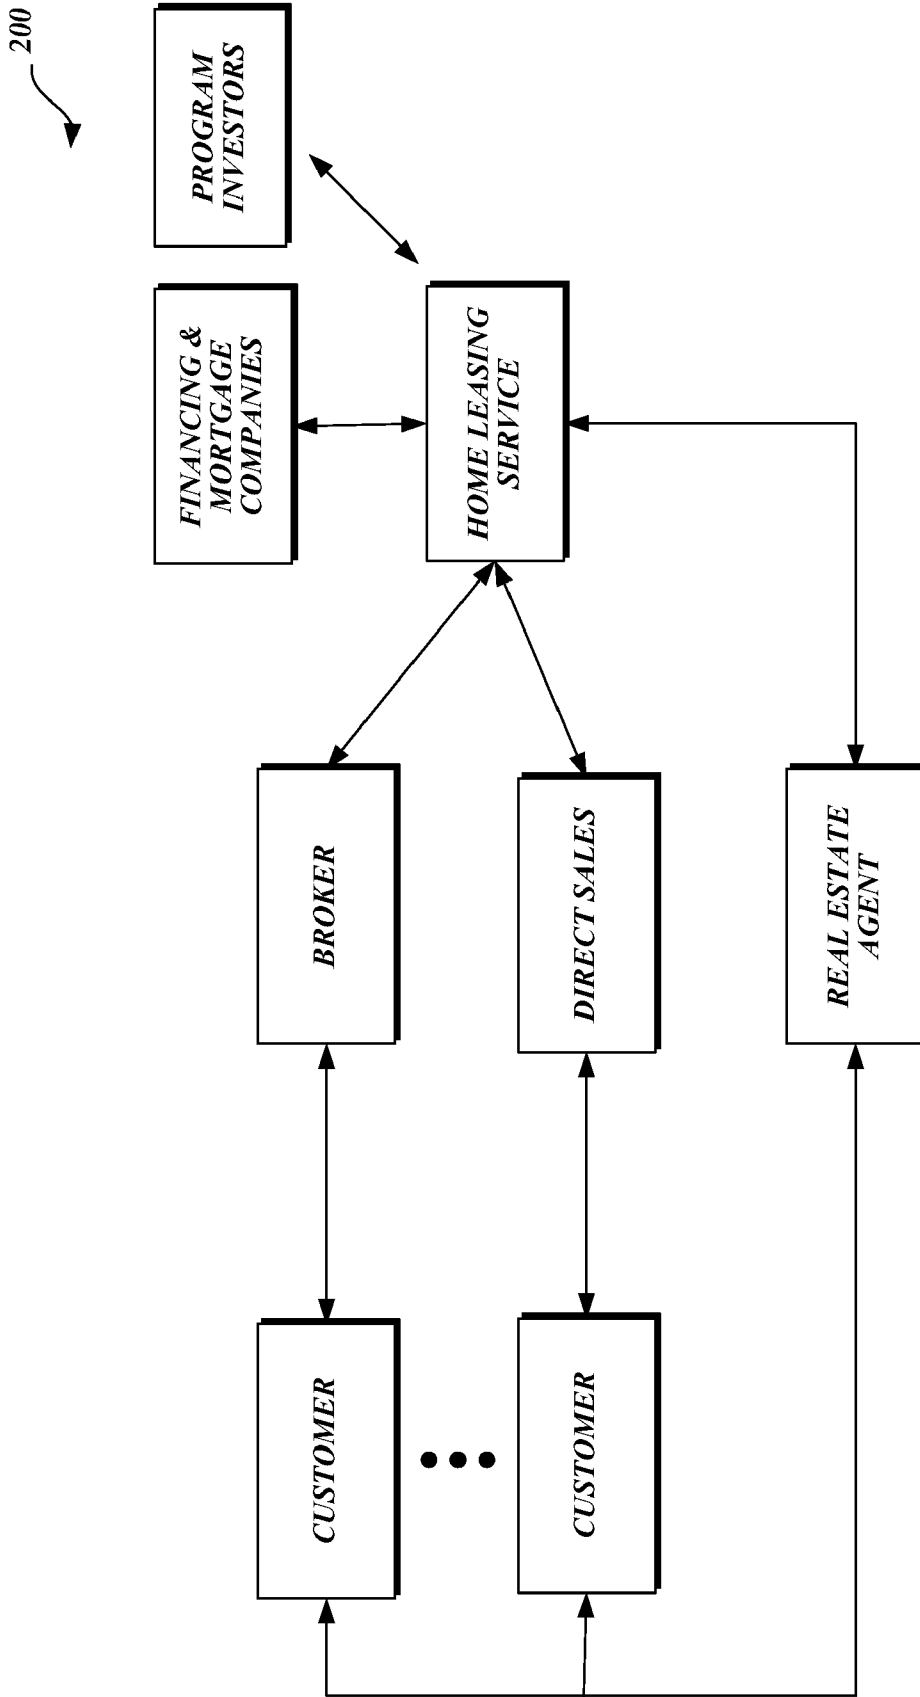 200
PROGRAM
INVESTORS
FINANCING &
MORTGAGE
COMPANIES
HOME LEASING
SERVICE
BROKER
DIRECT SALES
REAL ESTATE
AGENT
CUSTOMER
CUSTOMER